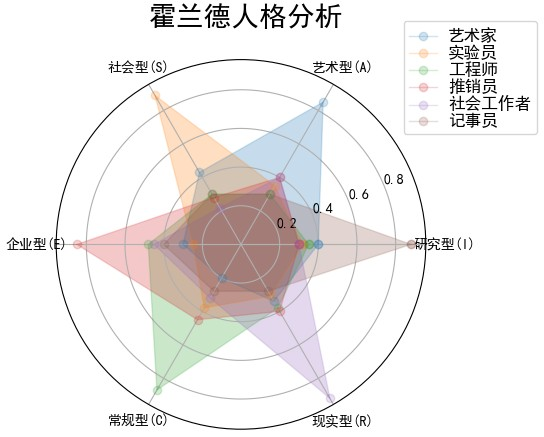 霍兰德人格分析
艺术家
实验员
工程师
推销员
社会工作者
记事员
社会型(S)
艺术型(A)
0.8
0.6
0.4
0.2
企业型(E)
研究型(I)
常规型(C)
现实型(R)